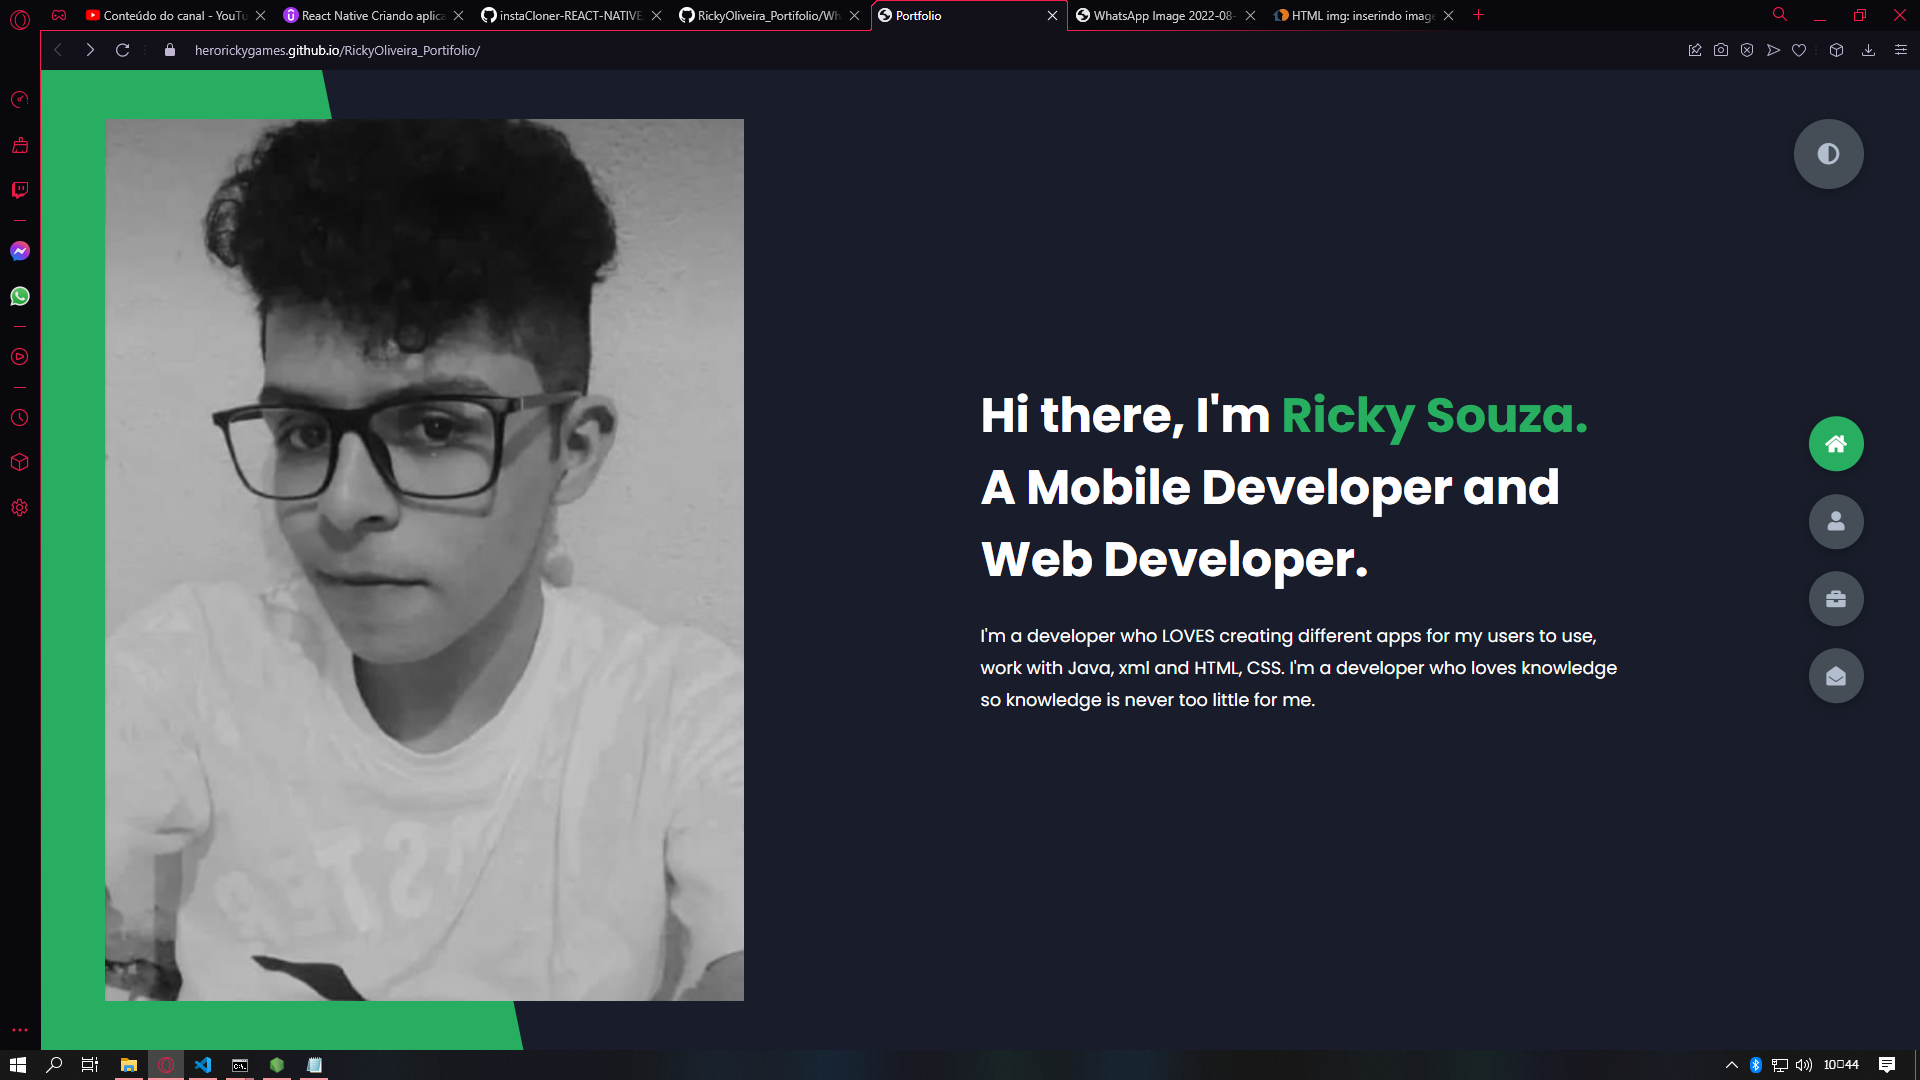 Conteúdo do canal - YouTu
React Native Criando aplica
instaCloner-REACT-NATIVE
RickyOliveira_Portifolio/Wh
Portfolio
WhatsApp Image 2022-08-
HTML img: inserindo image
herorickygames.github.io/RickyOliveira_Portifolio/
Hi there, I'm Ricky Souza.
A Mobile Developer and
Web Developer.
I'm a developer who LOVES creating different apps for my users to use,
work with Java, xml and HTML, CSS. I'm a developer who loves knowledge
so knowledge is never too little for me.
10▯44